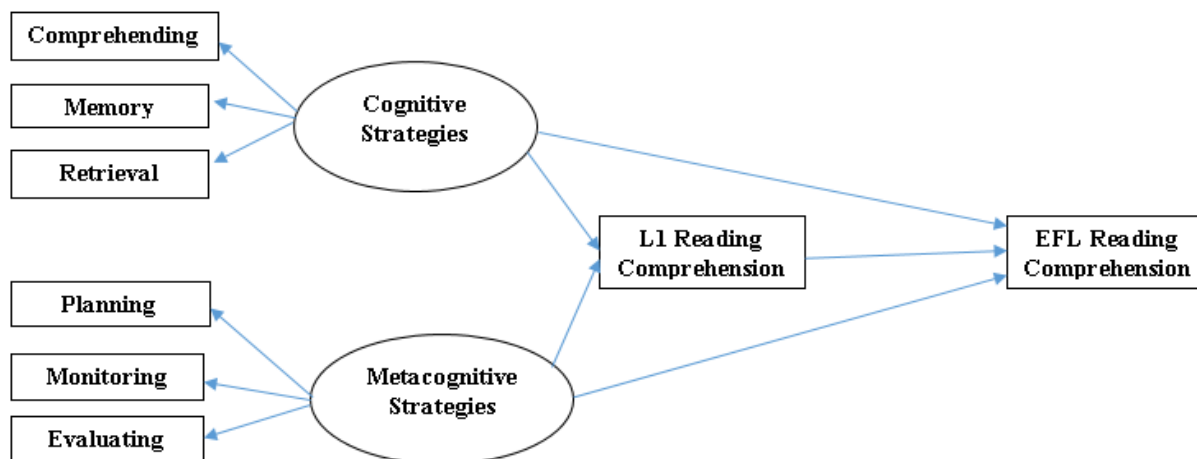 Comprehending
Memory
Retrieval
Cognitive
Strategies
L1 Reading
Comprehension
EFL Reading
Comprehension
Planning
Monitoring
Evaluating
Metacognitive
Strategies